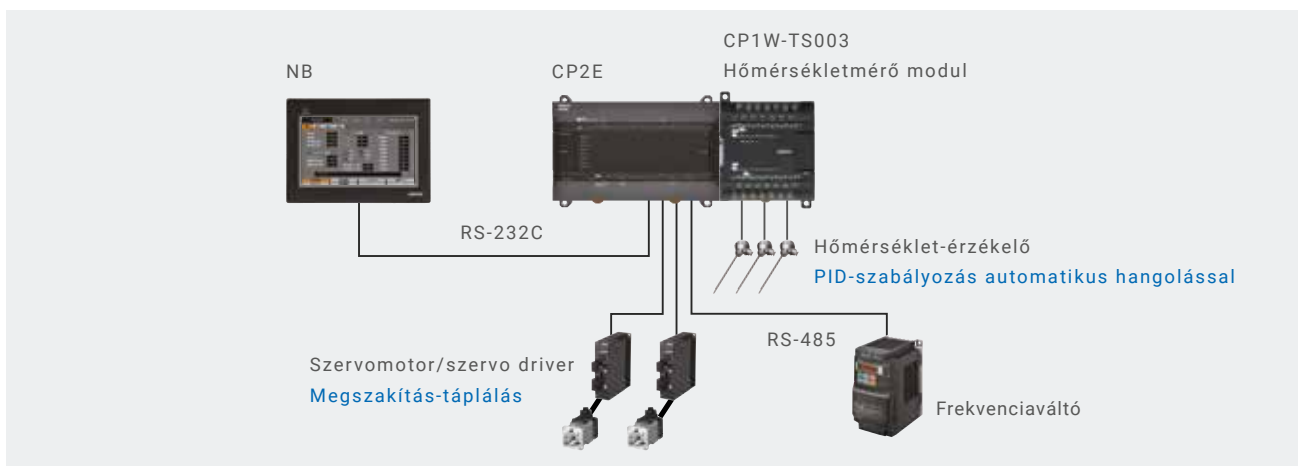 NB
CP2E
CP1W-TS003
Hőmérsékletmérő modul
RS-232C
Hőmérséklet-érzékelő
PID-szabályozás automatikus hangolással
RS-485
Szervomotor/szervo driver
Megszakítás-táplálás
Frekvenciaváltó